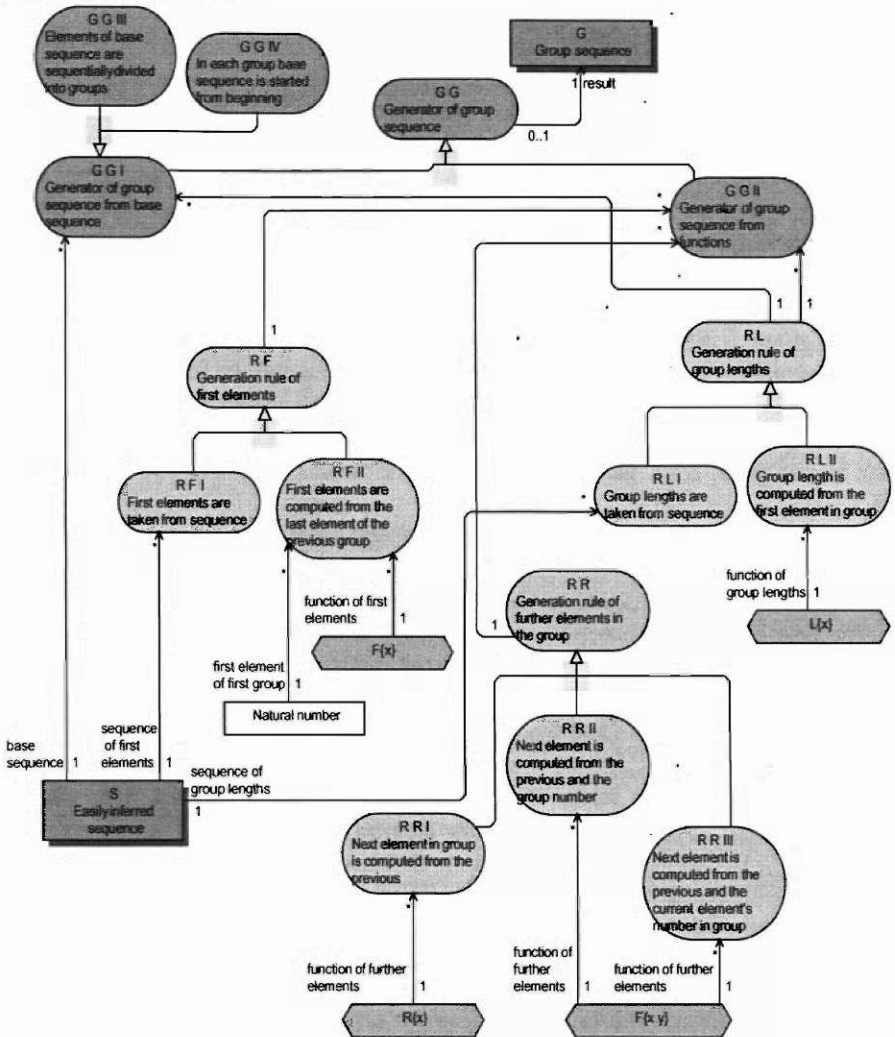 G G III
Elements of base
sequence are
sequentially divided
into groups
G G IV
In each group base
sequence is started
from beginning
G
Group sequence
1 result
G G
Generator of group
sequence
0..1
G G I
Generator of group
sequence from base
sequence
G G II
Generator of group
sequence from
functions
*
*
*
*
*
1
1
1
R F
Generation rule of
first elements
R L
Generation rule of
group lengths
R F I
First elements are
taken from sequence
R F II
First elements are
computed from the
last element of the
previous group
R L I
Group lengths are
taken from sequence
R L II
Group length is
computed from the
first element in group
*
*
*
*
*
function of first
elements
1
F{x}
R R
Generation rule of
further elements in
the group
1
function of
group lengths
1
L{x}
first element
of first group
1
Natural number
base
sequence
1
sequence
of first
elements
1
sequence of
group lengths
1
S
Easily inferred
sequence
R R II
Next element is
computed from the
previous and the
group number
R R I
Next element in group
is computed from the
previous
R R III
Next element is
computed from the
previous and the
current element's
number in group
*
*
*
function of further
elements
1
function of
further
elements
1
function of further
elements
1
R{x}
F{x y}